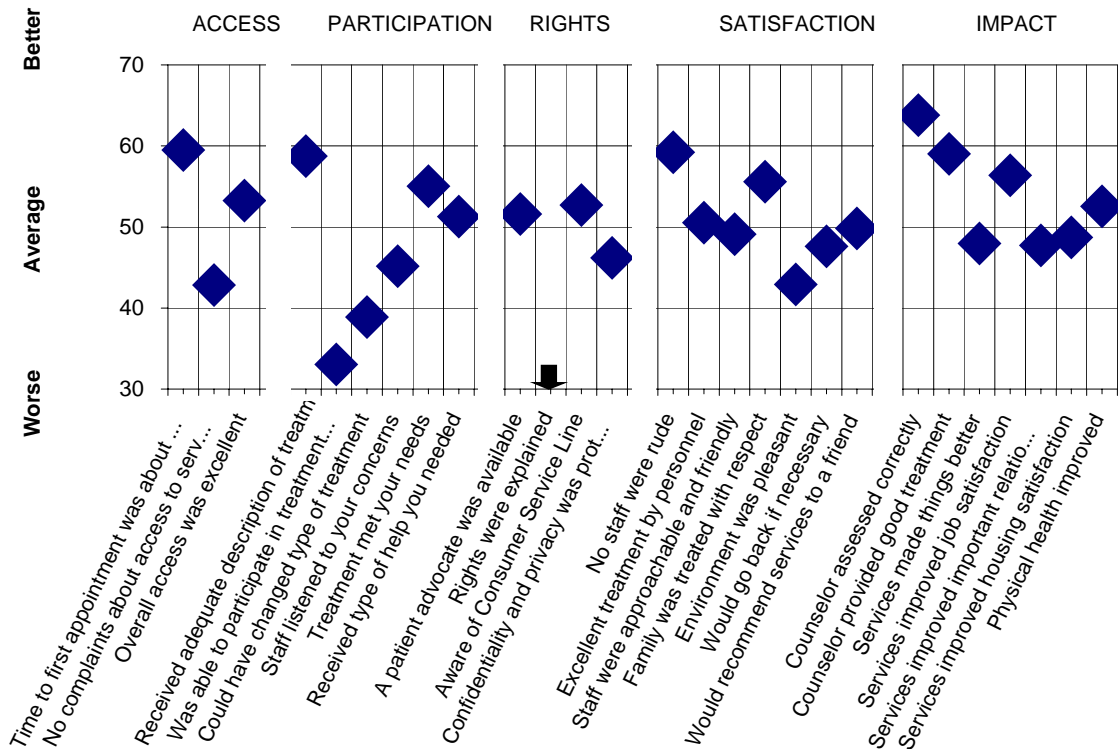 ACCESS PARTICIPATION RIGHTS SATISFACTION IMPACT
Better
Average
Worse
70
60
50
40
30
Time to first appointment was about ...
No complaints about access to serv...
Overall access was excellent
Received adequate description of treatm
Was able to participate in treatment...
Could have changed type of treatment
Staff listened to your concerns
Treatment met your needs
Received type of help you needed
A patient advocate was available
Rights were explained
Aware of Consumer Service Line
Confidentiality and privacy was prot...
No staff were rude
Excellent treatment by personnel
Staff were approachable and friendly
Family was treated with respect
Environment was pleasant
Would go back if necessary
Would recommend services to a friend
Counselor assessed correctly
Counselor provided good treatment
Services made things better
Services improved job satisfaction
Services improved important relatio...
Services improved housing satisfaction
Physical health improved